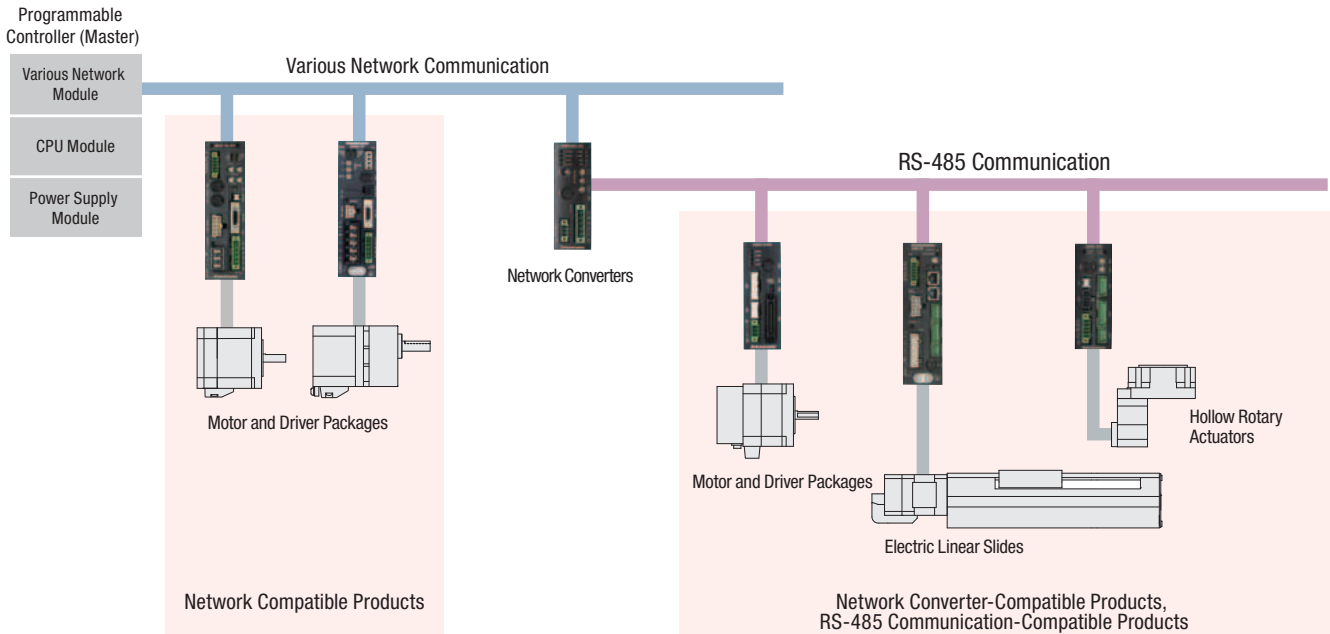 Programmable
Controller (Master)
Various Network
Module
CPU Module
Power Supply
Module
Various Network Communication
RS-485 Communication
Network Converters
Motor and Driver Packages
Motor and Driver Packages
Hollow Rotary
Actuators
Electric Linear Slides
Network Compatible Products
Network Converter-Compatible Products,
RS-485 Communication-Compatible Products